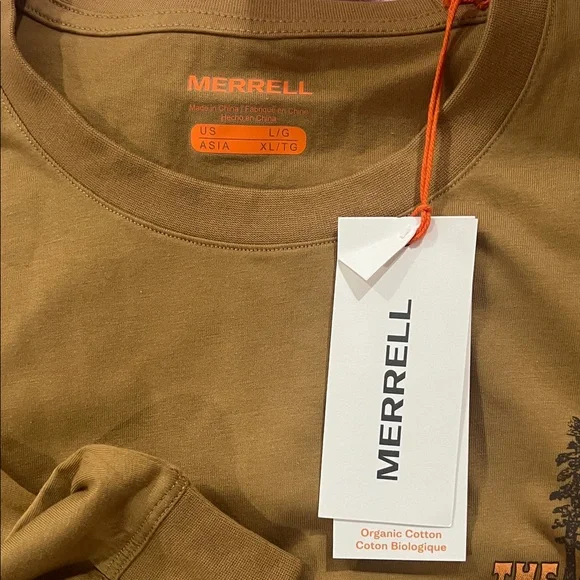 MERRELL
Made in China | Fabriqué en Chine
Hecho en China
US L/G
ASIA XL/TG
MERRELL
Organic Cotton
Coton Biologique
THE